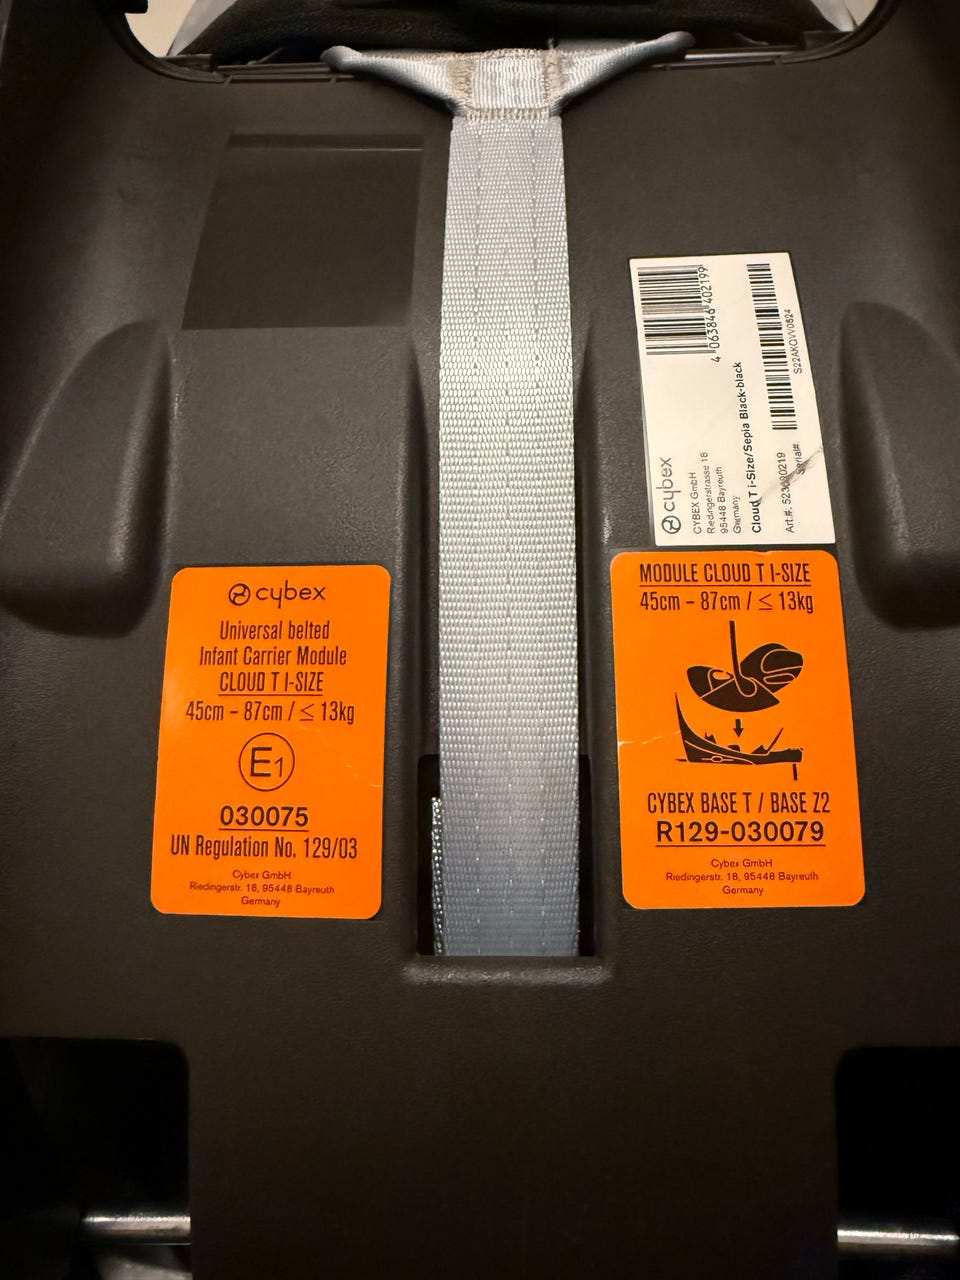 4 063846 402199
cybex
CYBEX GmbH
Riedingerstrasse 18
95448 Bayreuth
Germany
Cloud T i-Size/Sepia Black-black
Art.#:
Serial#:
cybex
Universal belted
Infant Carrier Module
CLOUD T I-SIZE
45cm – 87cm / ≤ 13kg
E1
030075
UN Regulation No. 129/03
Cybex GmbH
Riedingerstr. 18, 95448 Bayreuth
Germany
MODULE CLOUD T I-SIZE
45cm – 87cm / ≤ 13kg
CYBEX BASE T / BASE Z2
R129-030079
Cybex GmbH
Riedingerstr. 18, 95448 Bayreuth
Germany